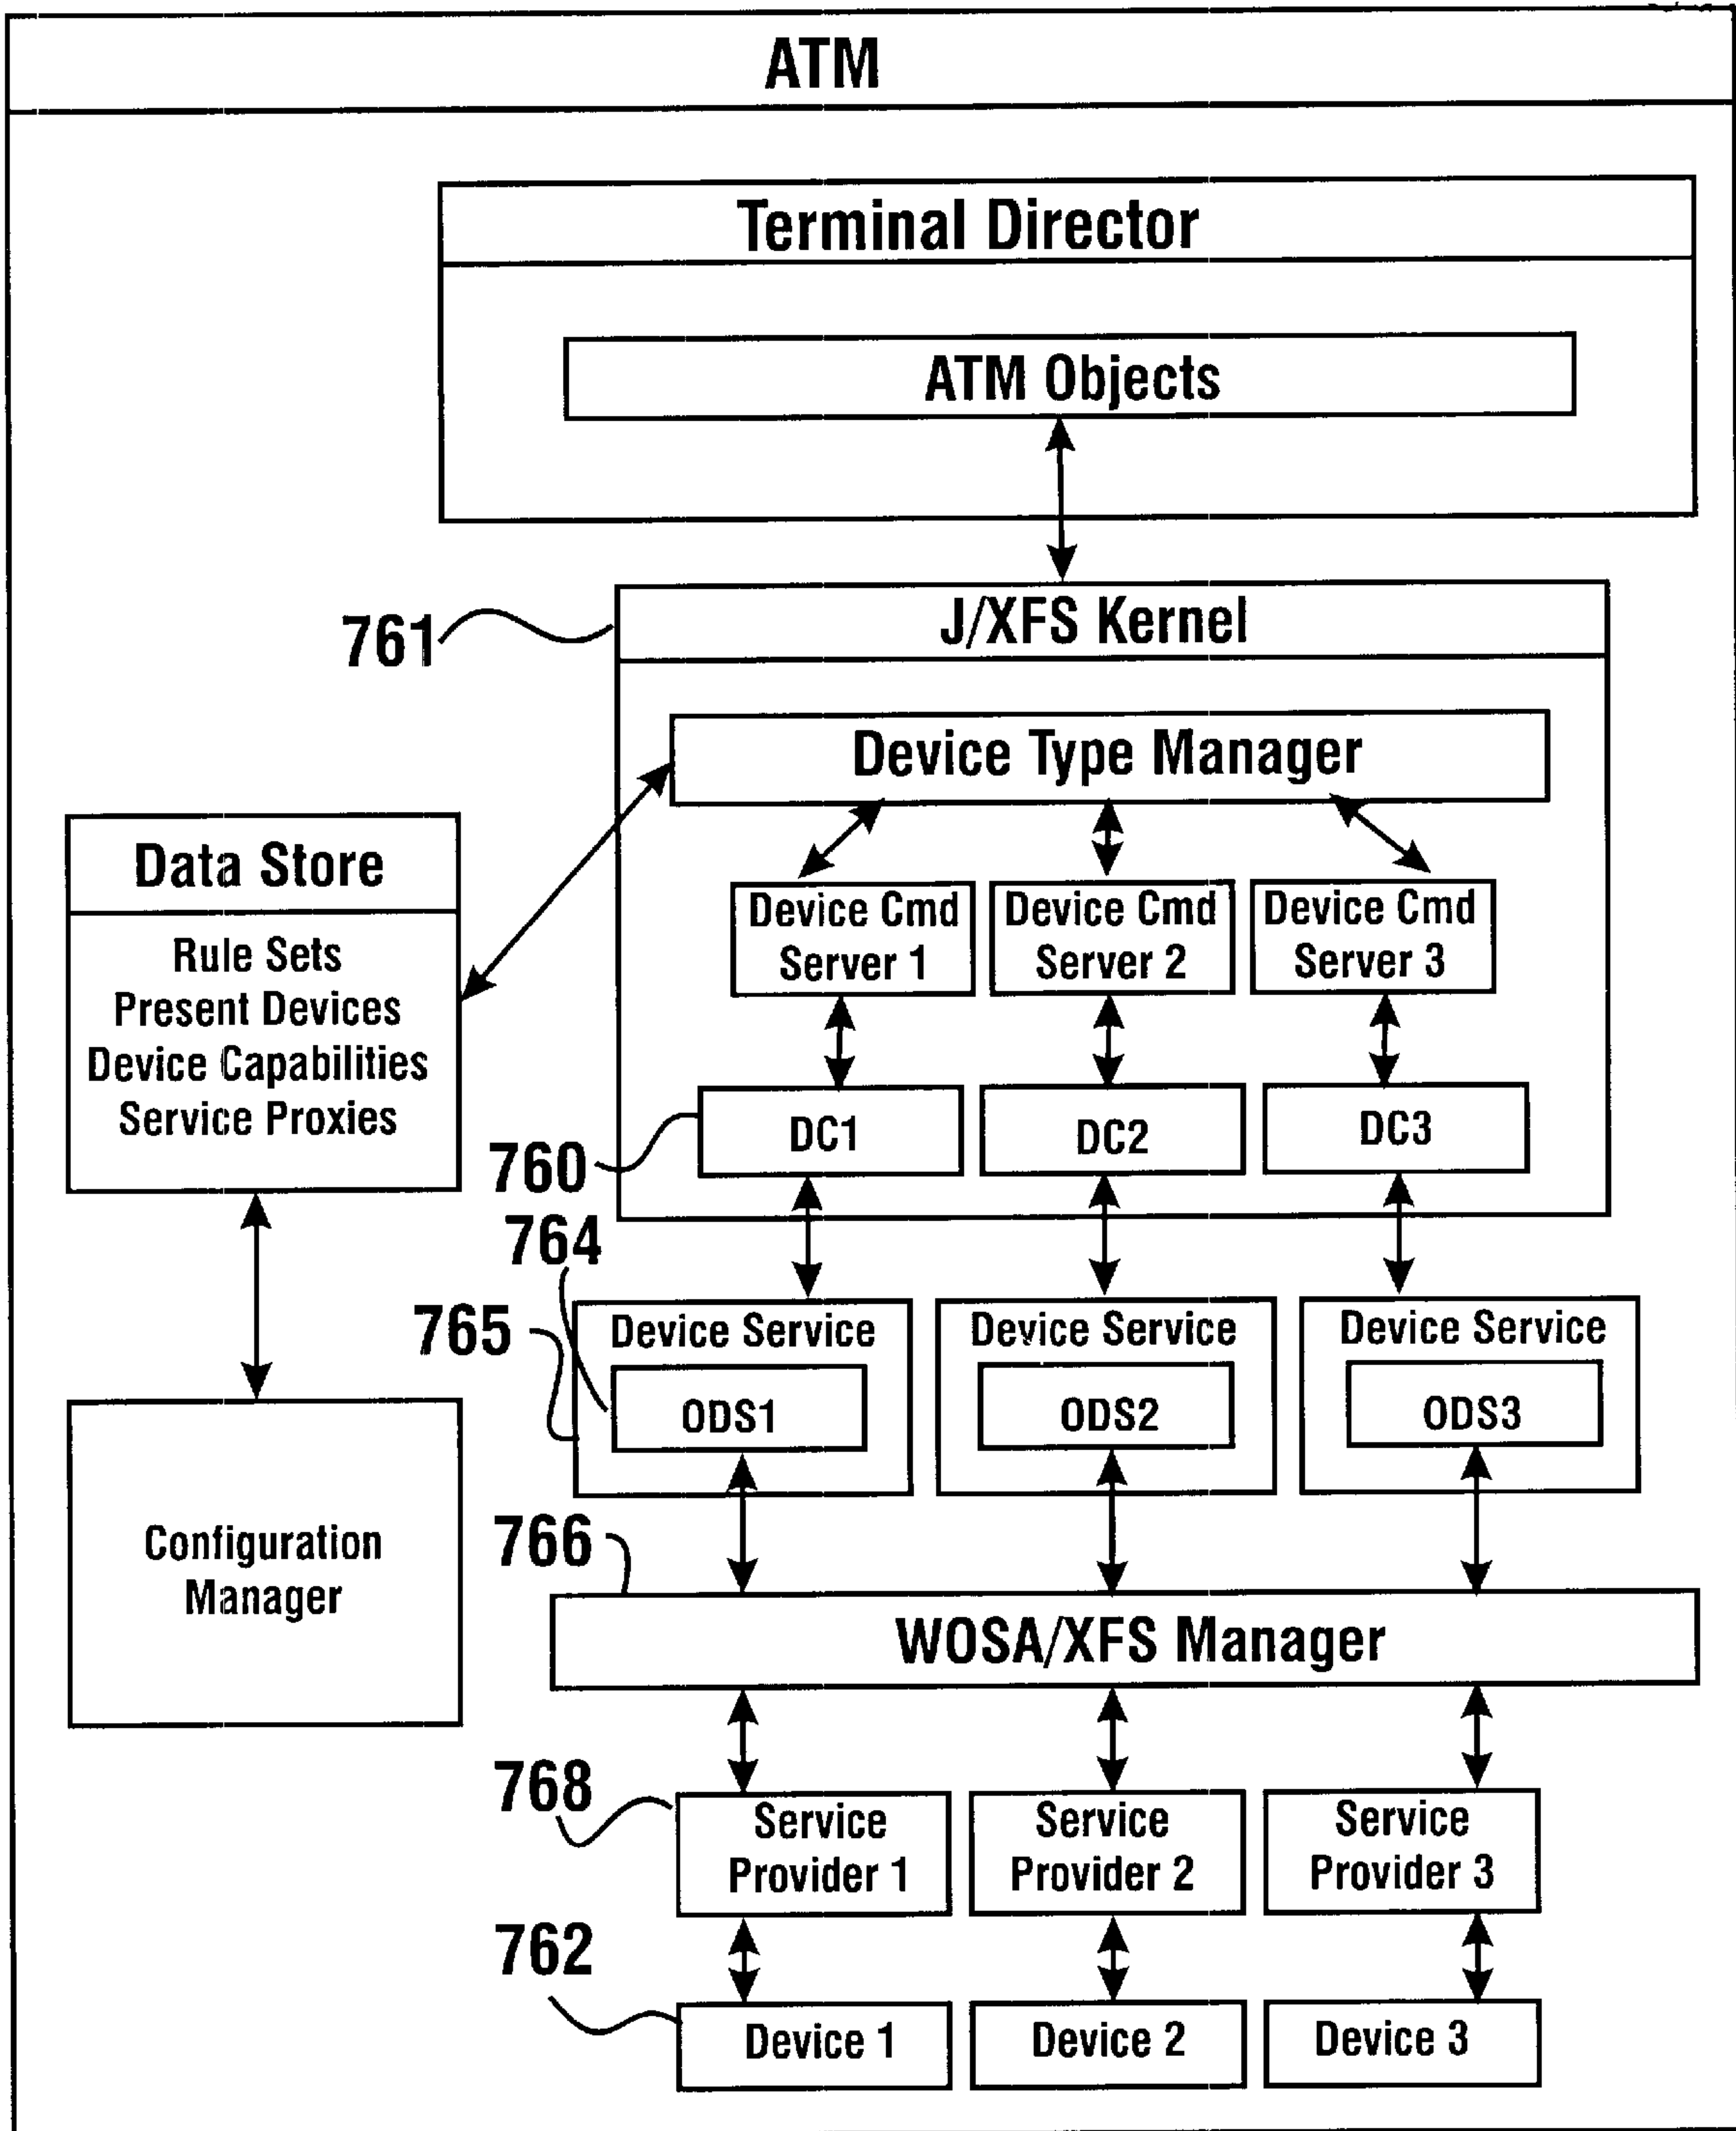 ATM
Terminal Director
ATM Objects
761
J/XFS Kernel
Device Type Manager
Data Store
Rule Sets
Present Devices
Device Capabilities
Service Proxies
Device Cmd
Server 1
Device Cmd
Server 2
Device Cmd
Server 3
760
DC1
DC2
DC3
764
765
Device Service
ODS1
Device Service
ODS2
Device Service
ODS3
Configuration
Manager
766
WOSA/XFS Manager
768
Service
Provider 1
Service
Provider 2
Service
Provider 3
762
Device 1
Device 2
Device 3